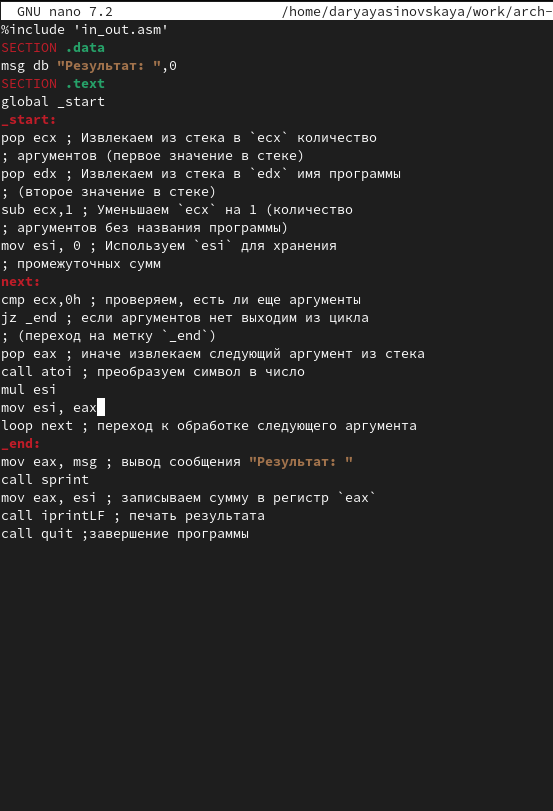 GNU nano 7.2 /home/daryayasinovskaya/work/arch-
%include 'in_out.asm'
SECTION .data
msg db "Результат: ",0
SECTION .text
global _start
_start:
pop ecx ; Извлекаем из стека в `ecx` количество
; аргументов (первое значение в стеке)
pop edx ; Извлекаем из стека в `edx` имя программы
; (второе значение в стеке)
sub ecx,1 ; Уменьшаем `ecx` на 1 (количество
; аргументов без названия программы)
mov esi, 0 ; Используем `esi` для хранения
; промежуточных сумм
next:
cmp ecx,0h ; проверяем, есть ли еще аргументы
jz _end ; если аргументов нет выходим из цикла
; (переход на метку `_end`)
pop eax ; иначе извлекаем следующий аргумент из стека
call atoi ; преобразуем символ в число
mul esi
mov esi, eax
loop next ; переход к обработке следующего аргумента
_end:
mov eax, msg ; вывод сообщения "Результат: "
call sprint
mov eax, esi ; записываем сумму в регистр `eax`
call iprintLF ; печать результата
call quit ;завершение программы